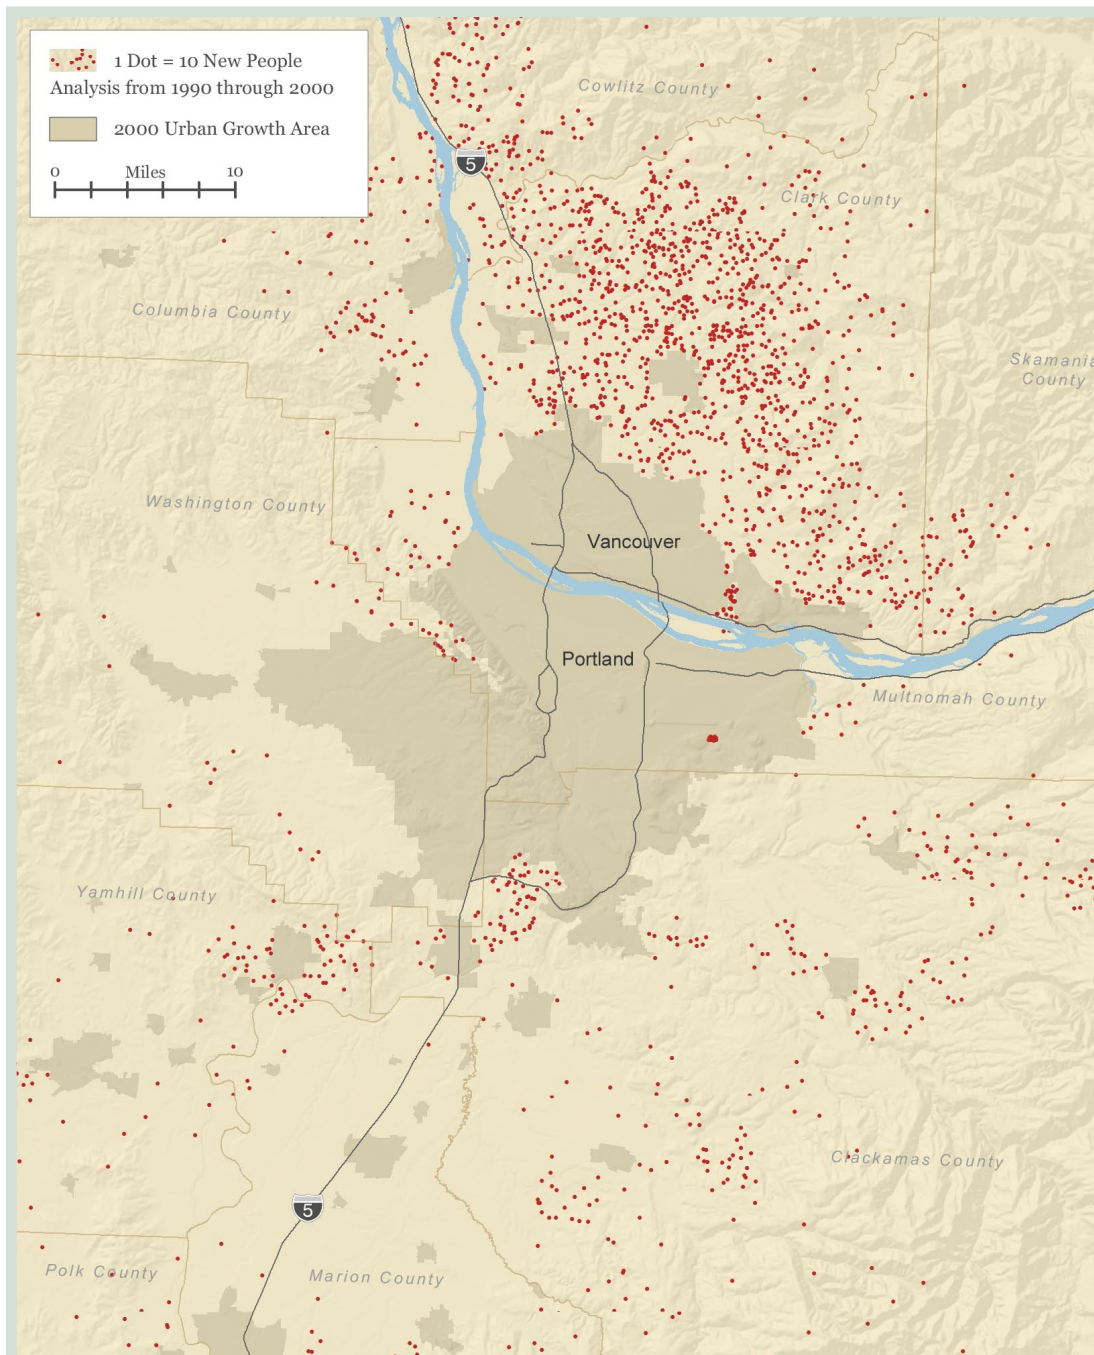 1 Dot = 10 New People
Analysis from 1990 through 2000
2000 Urban Growth Area
0 Miles 10
Cowlitz County
5
Clark County
Columbia County
Skamania
County
Washington County
Vancouver
Portland
Multnomah County
Yamhill County
Clackamas County
5
Polk County
Marion County